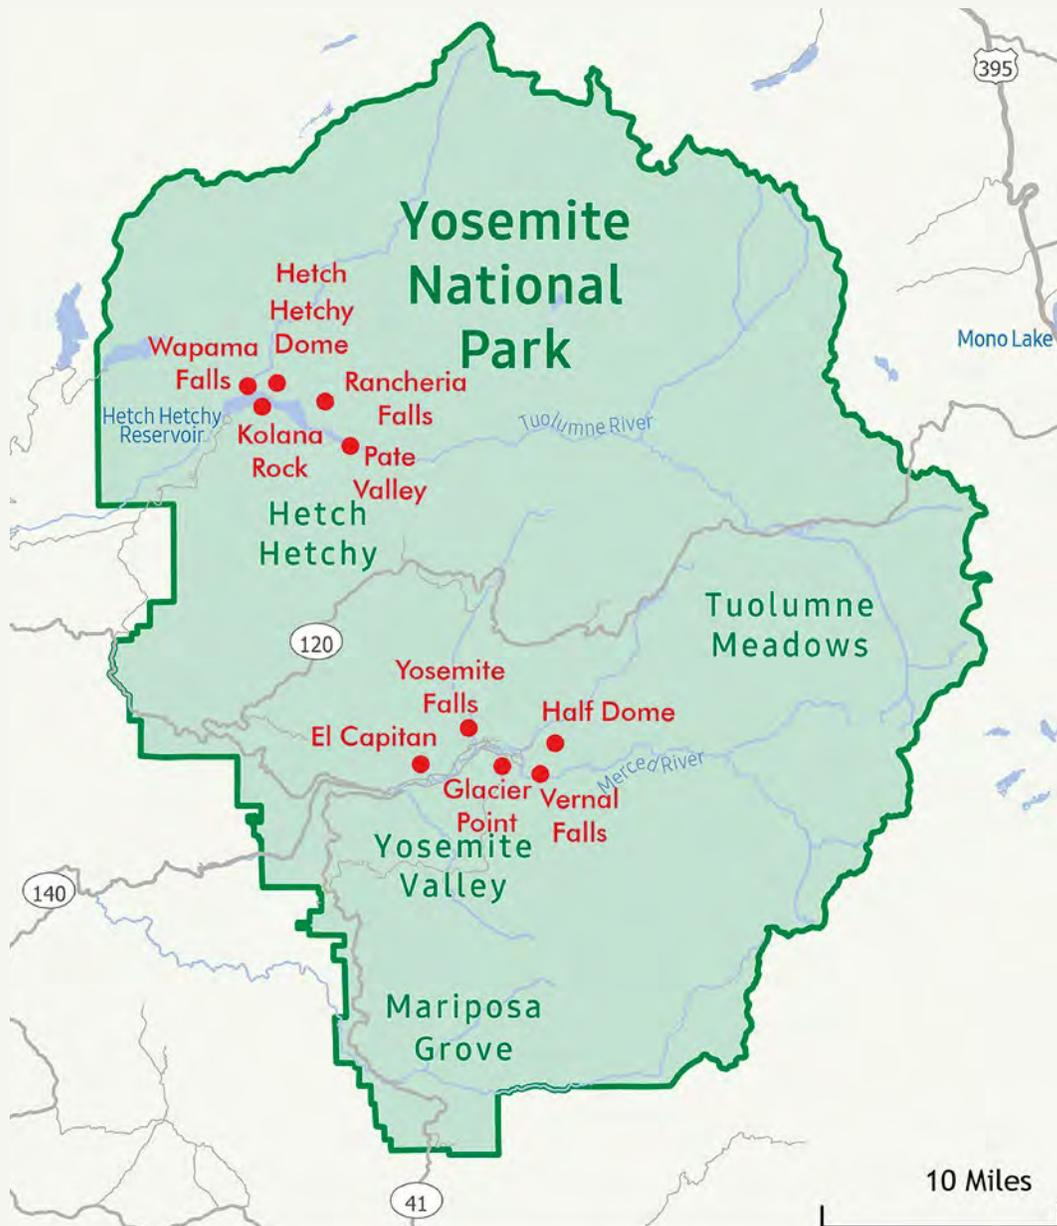 395
Yosemite
National
Park
Hetch
Hetchy
Dome
Mono Lake
Wapama
Falls
Rancheria
Falls
Hetch Hetchy
Reservoir
Kolana
Rock
Tuolumne River
Pate
Valley
Hetch
Hetchy
Tuolumne
Meadows
120
Yosemite
Falls
Half Dome
El Capitan
Merced River
Glacier
Point
Vernal
Falls
Yosemite
Valley
140
Mariposa
Grove
10 Miles
41